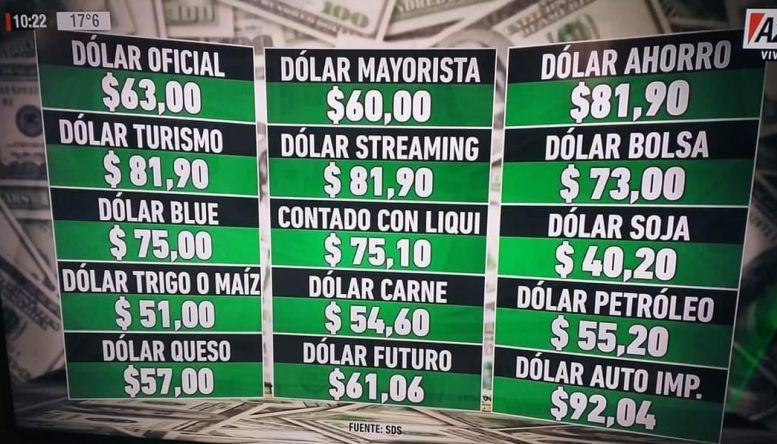 10:22
17°6
VIV
DÓLAR OFICIAL
$63,00
DÓLAR TURISMO
$ 81,90
DÓLAR BLUE
$ 75,00
DÓLAR TRIGO O MAÍZ
$ 51,00
DÓLAR QUESO
$57,00
DÓLAR MAYORISTA
$60,00
DÓLAR STREAMING
$ 81,90
CONTADO CON LIQUI
$ 75,10
DÓLAR CARNE
$ 54,60
DÓLAR FUTURO
$61,06
DÓLAR AHORRO
$81,90
DÓLAR BOLSA
$ 73,00
DÓLAR SOJA
$ 40,20
DÓLAR PETRÓLEO
$ 55,20
DÓLAR AUTO IMP.
$92,04
FUENTE: SDS